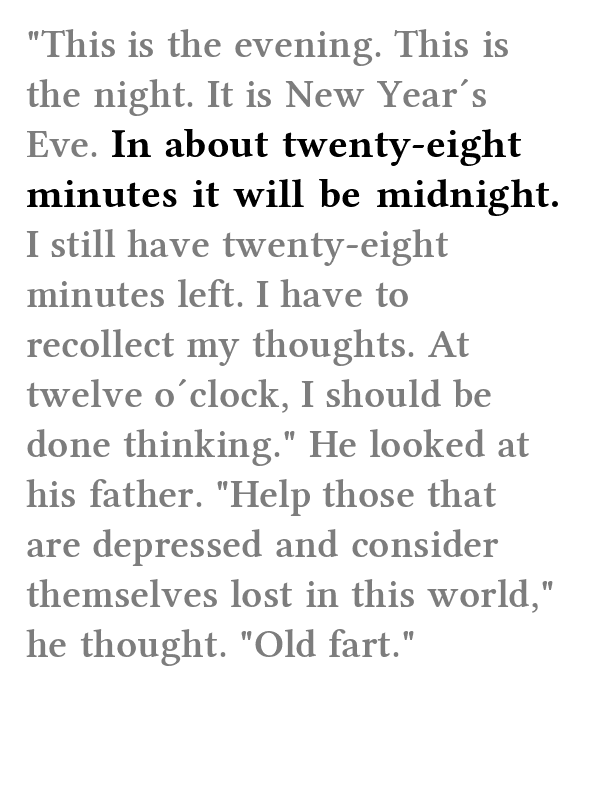 "This is the evening. This is
the night. It is New Year´s
Eve. In about twenty-eight
minutes it will be midnight.
I still have twenty-eight
minutes left. I have to
recollect my thoughts. At
twelve o´clock, I should be
done thinking." He looked at
his father. "Help those that
are depressed and consider
themselves lost in this world,"
he thought. "Old fart."